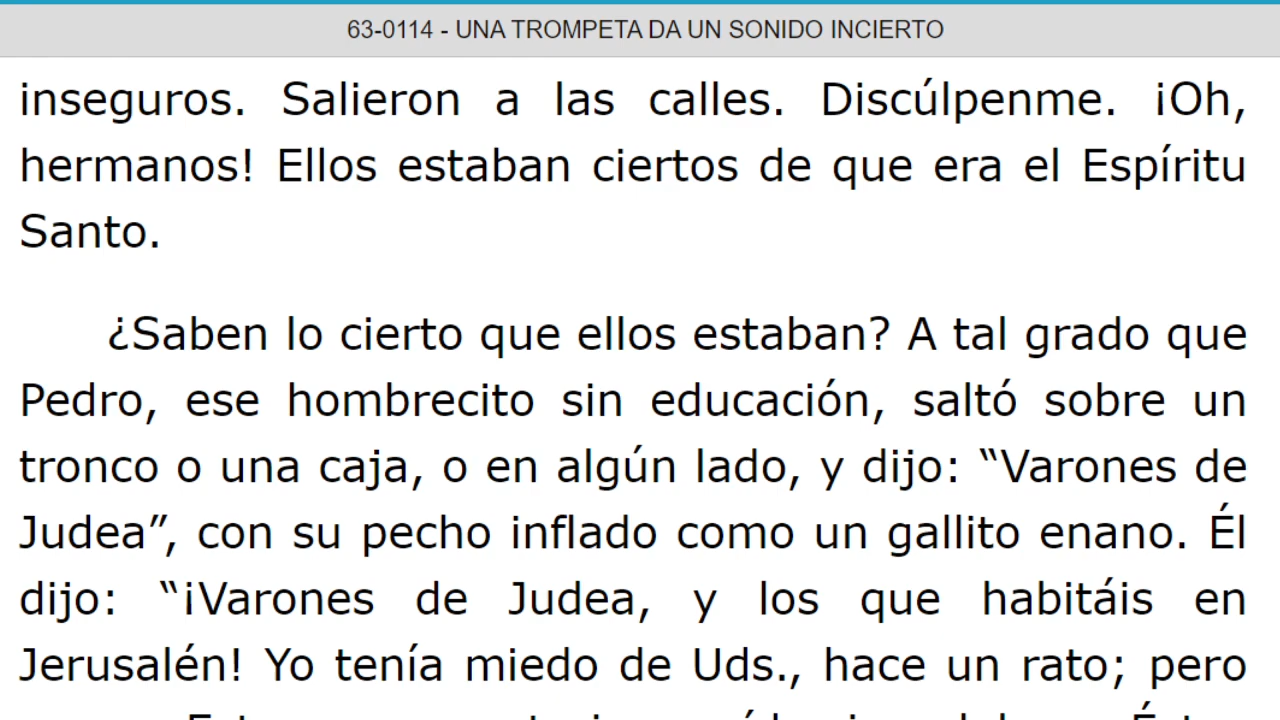 63-0114 - UNA TROMPETA DA UN SONIDO INCIERTO
inseguros. Salieron a las calles. Discúlpenme. ¡Oh,
hermanos! Ellos estaban ciertos de que era el Espíritu
Santo.
¿Saben lo cierto que ellos estaban? A tal grado que
Pedro, ese hombrecito sin educación, saltó sobre un
tronco o una caja, o en algún lado, y dijo: “Varones de
Judea”, con su pecho inflado como un gallito enano. Él
dijo: “¡Varones de Judea, y los que habitáis en
Jerusalén! Yo tenía miedo de Uds., hace un rato; pero